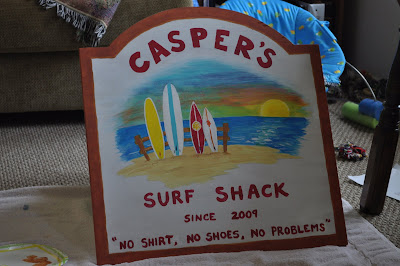 CASPER'S
SURF SHACK
SINCE 2009
"NO SHIRT, NO SHOES, NO PROBLEMS"